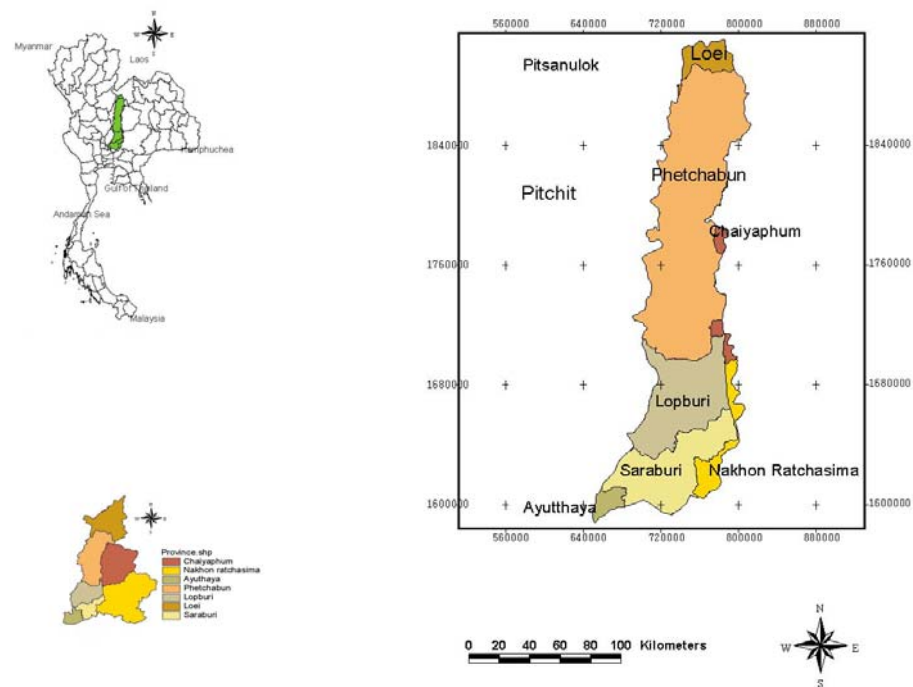 Myanmar
N
W E
S
Laos
Kamphuchea
Gulf of Thailand
Andaman Sea
Malaysia
560000 640000 720000 800000 880000
Pitsanulok
Loei
1840000 1840000
Phetchabun
Pitchit
Chaiyaphum
1760000 1760000
1680000 1680000
Lopburi
Saraburi
Nakhon Ratchasima
Ayutthaya
1600000 1600000
560000 640000 720000 800000 880000
Province.shp
Chaiyaphum
Nakhon ratchasima
Ayuthaya
Phetchabun
Lopburi
Loei
Saraburi
0 20 40 60 80 100 Kilometers
N
W E
S